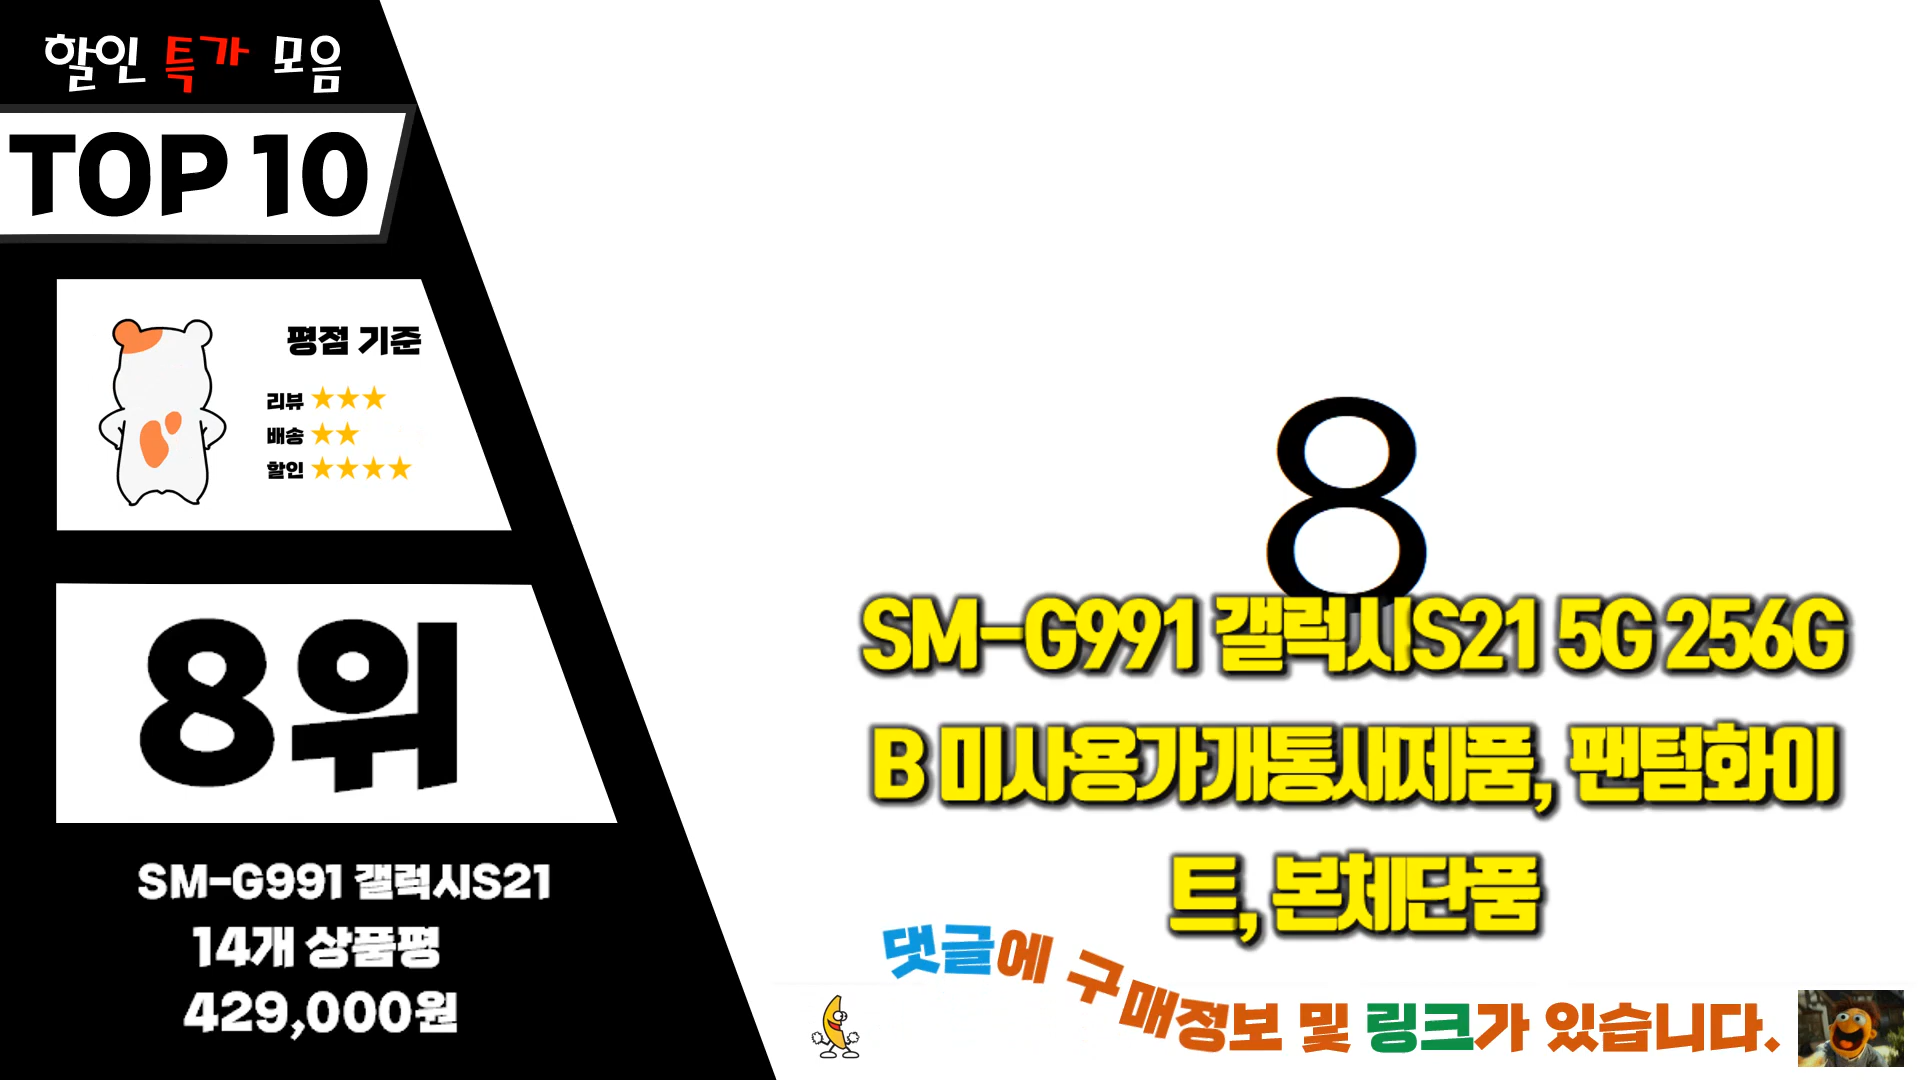 할인 특가 모음
TOP 10
평점 기준
리뷰 ★★★
배송 ★★
할인 ★★★★
8위
SM-G991 갤럭시S21
14개 상품평
429,000원
8
SM-G991 갤럭시S21 5G 256G
B 미사용가개통새제품, 팬텀화이
트, 본체단품
댓글에 구매정보 및 링크가 있습니다.